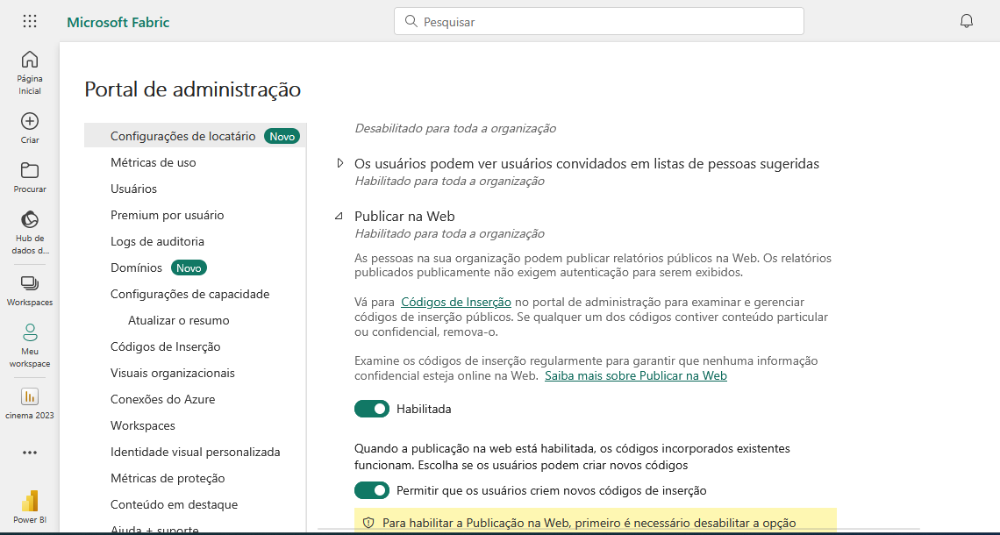 Microsoft Fabric
Pesquisar
Página
Inicial
Criar
Procurar
Hub de
dados d...
Workspaces
Meu
workspace
cinema 2023
Power BI
Portal de administração
Configurações de locatário Novo
Métricas de uso
Usuários
Premium por usuário
Logs de auditoria
Domínios Novo
Configurações de capacidade
Atualizar o resumo
Códigos de Inserção
Visuais organizacionais
Conexões do Azure
Workspaces
Identidade visual personalizada
Métricas de proteção
Conteúdo em destaque
Ajuda + suporte
Desabilitado para toda a organização
Os usuários podem ver usuários convidados em listas de pessoas sugeridas
Habilitado para toda a organização
Publicar na Web
Habilitado para toda a organização
As pessoas na sua organização podem publicar relatórios públicos na Web. Os relatórios
publicados publicamente não exigem autenticação para serem exibidos.
Vá para Códigos de Inserção no portal de administração para examinar e gerenciar
códigos de inserção públicos. Se qualquer um dos códigos contiver conteúdo particular
ou confidencial, remova-o.
Examine os códigos de inserção regularmente para garantir que nenhuma informação
confidencial esteja online na Web. Saiba mais sobre Publicar na Web
Habilitada
Quando a publicação na web está habilitada, os códigos incorporados existentes
funcionam. Escolha se os usuários podem criar novos códigos
Permitir que os usuários criem novos códigos de inserção
Para habilitar a Publicação na Web, primeiro é necessário desabilitar a opção